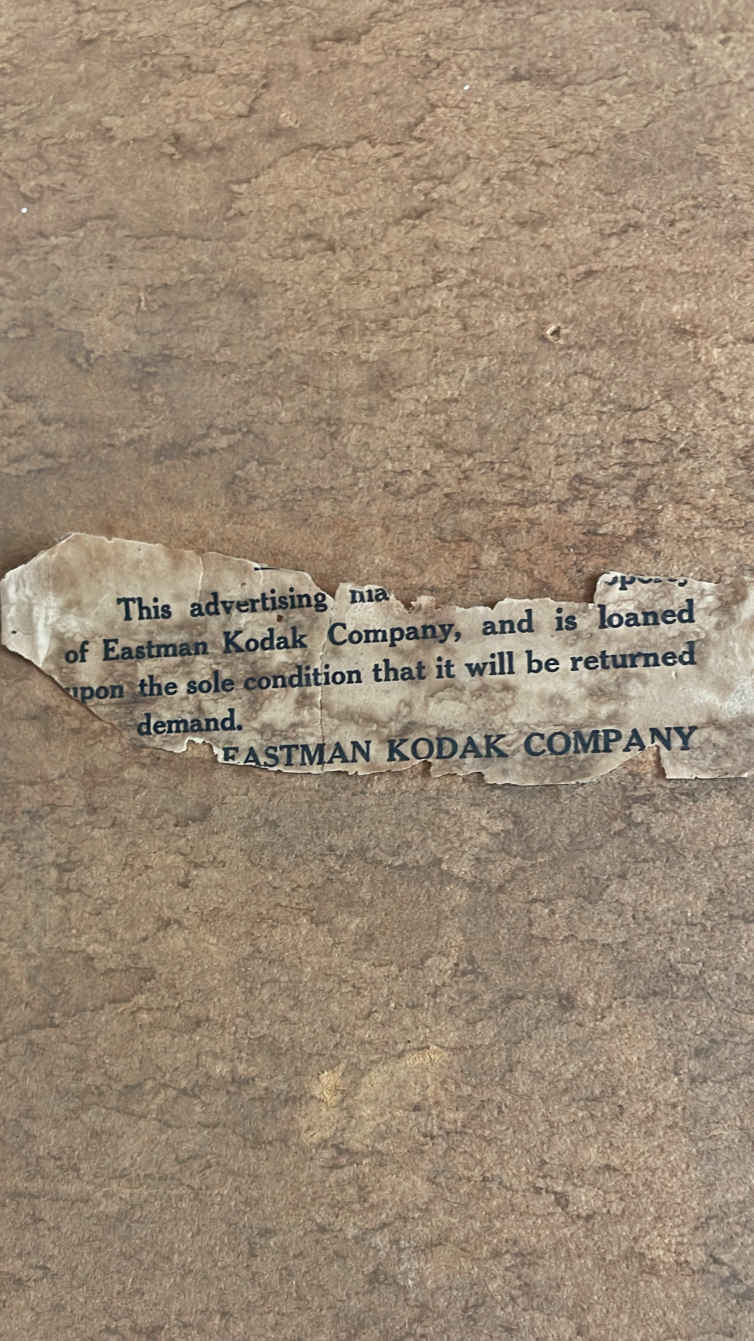 This advertising
of Eastman Kodak Company, and is loaned
upon the sole condition that it will be returned
demand.
EASTMAN KODAK COMPANY